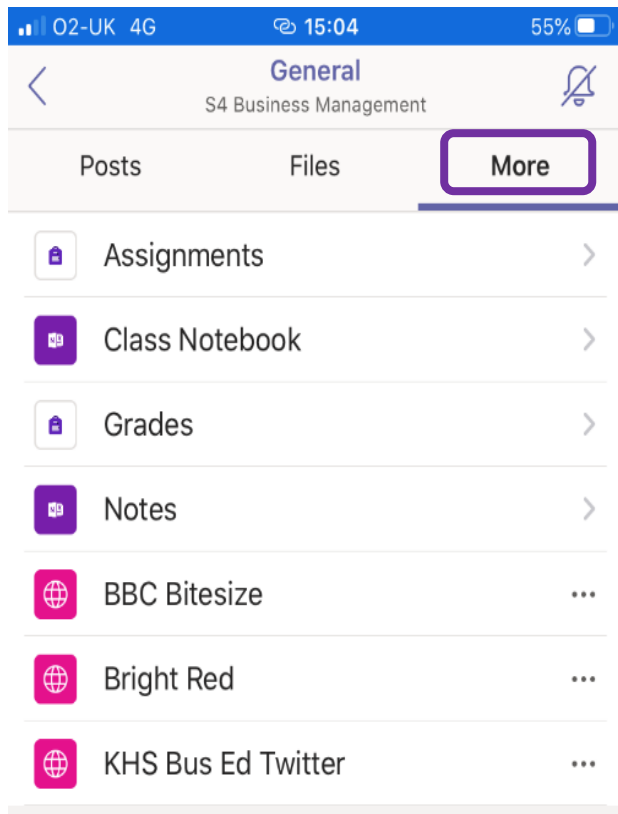 O2-UK 4G 15:04 55%
General
S4 Business Management
Posts Files More
Assignments
Class Notebook
Grades
Notes
BBC Bitesize
Bright Red
KHS Bus Ed Twitter